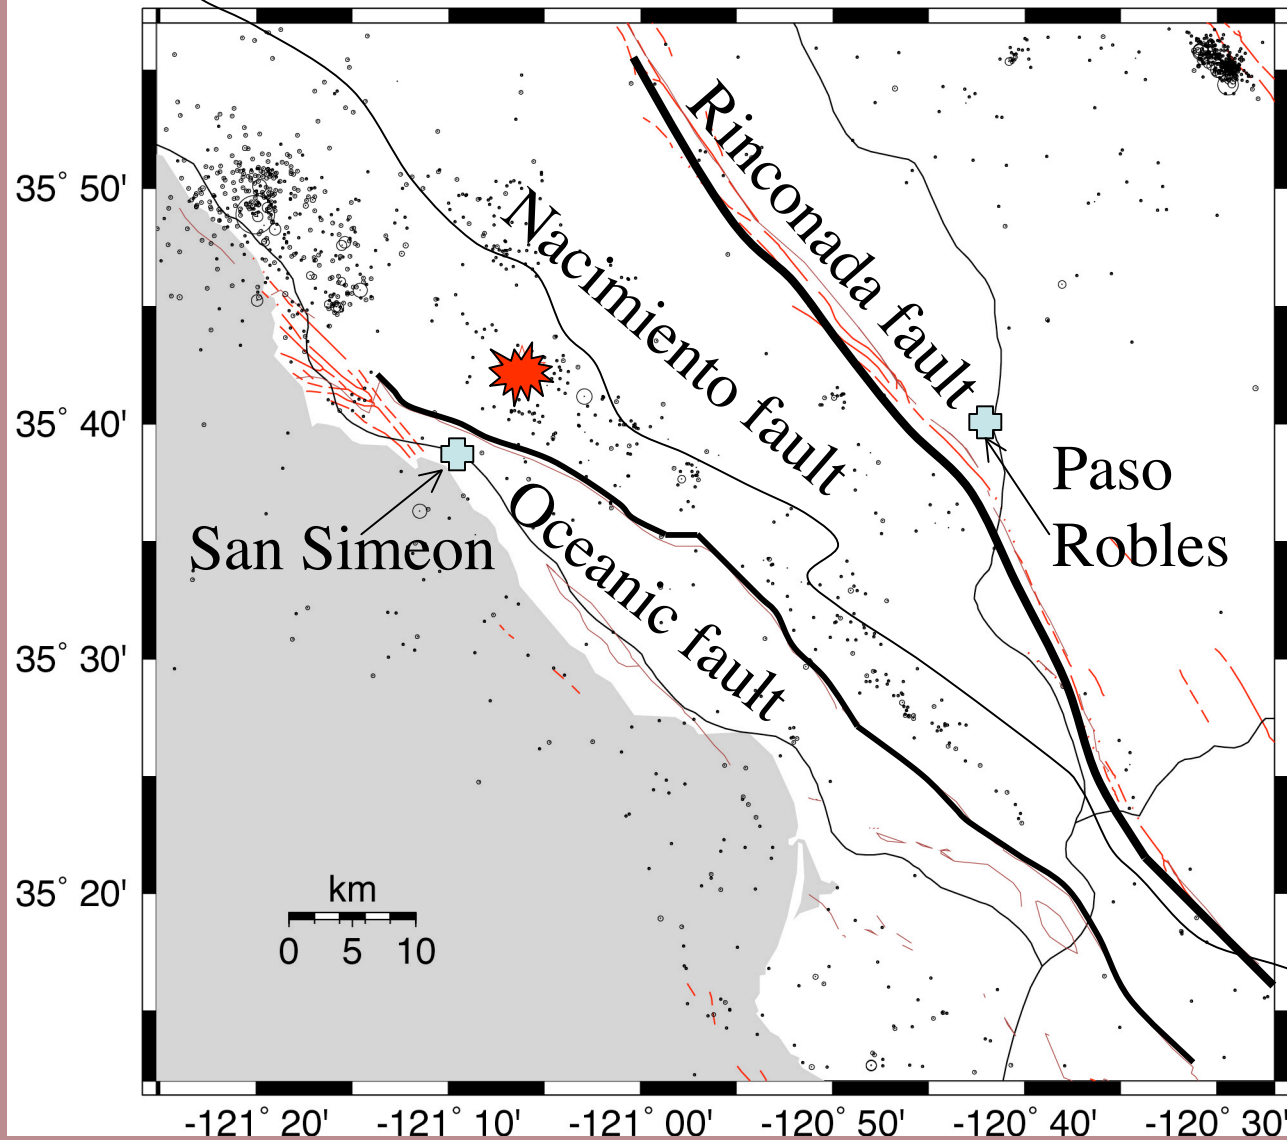 Rinconada fault
Nacimiento fault
Oceanic fault
San Simeon
Paso
Robles
35° 50'
35° 40'
35° 30'
35° 20'
km
0 5 10
-121° 20' -121° 10' -121° 00' -120° 50' -120° 40' -120° 30'